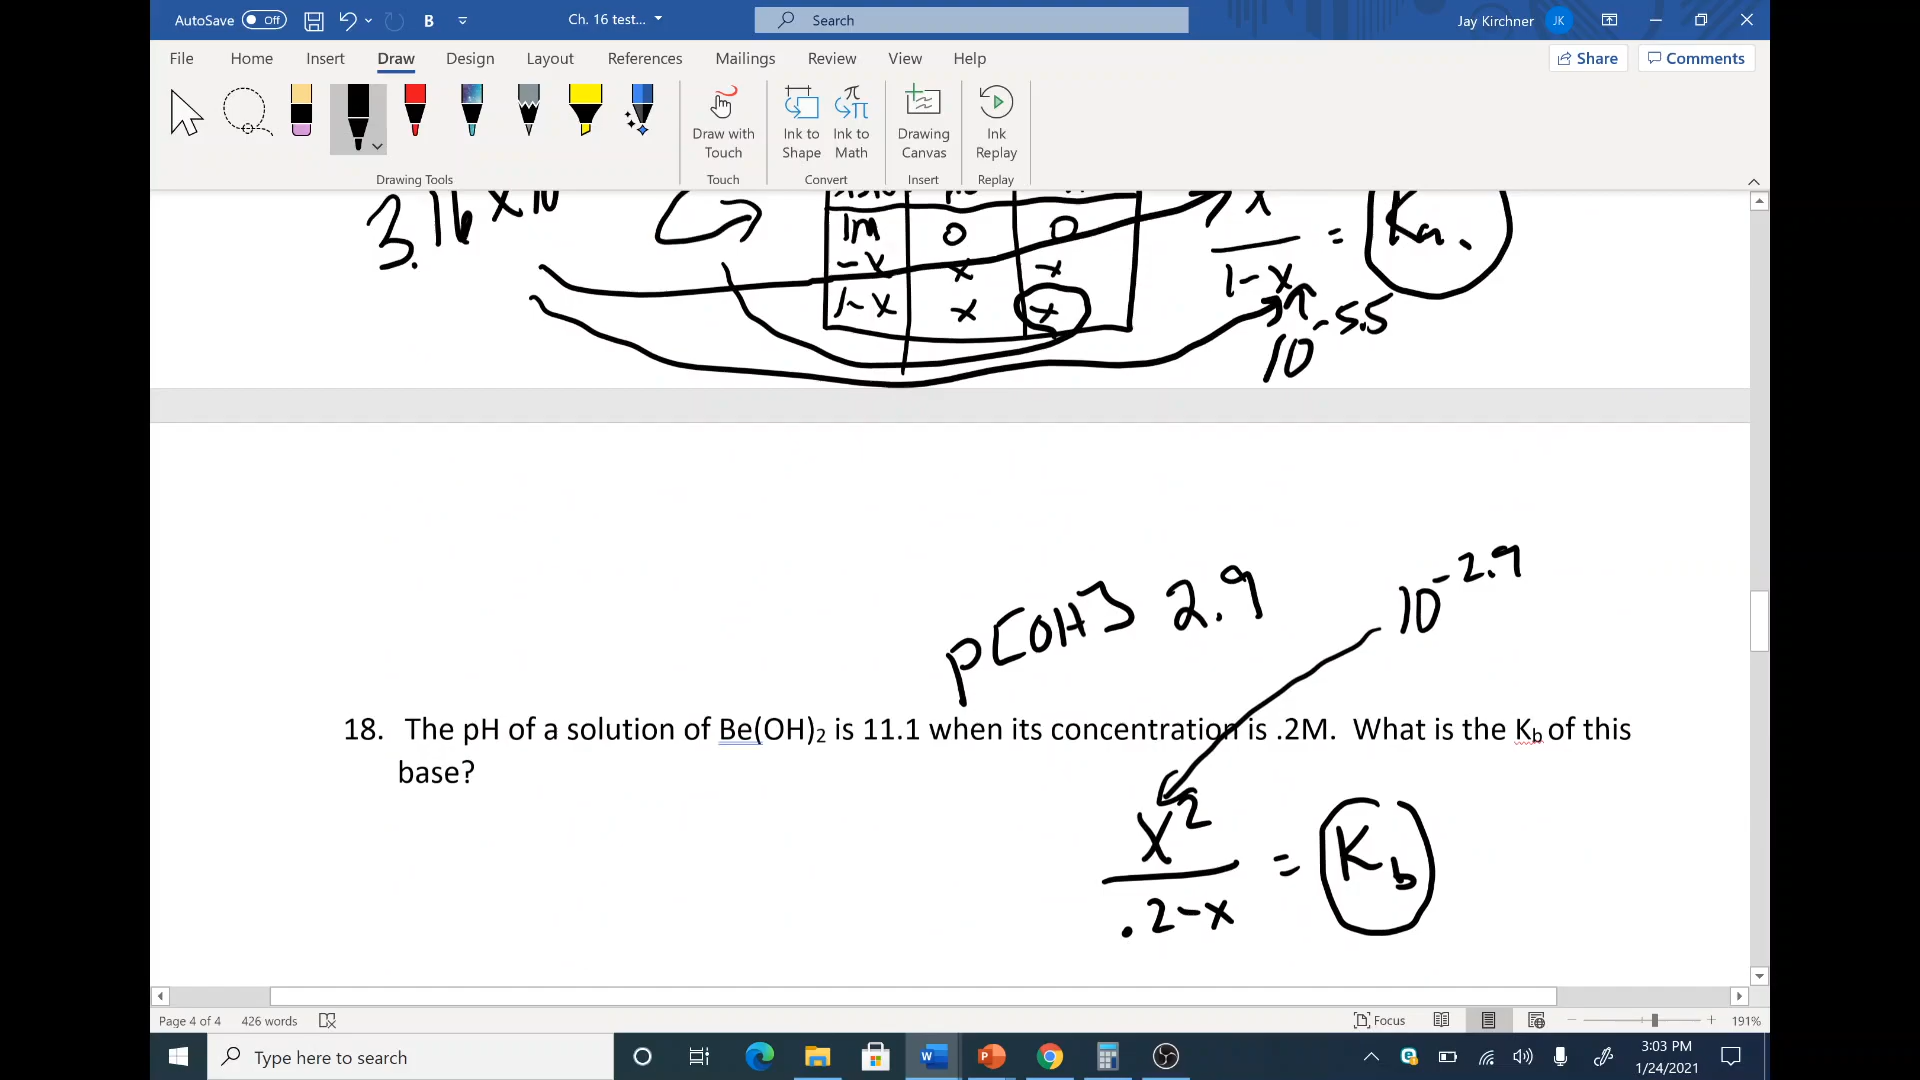 AutoSave Off B Ch. 16 test... Search Jay Kirchner JK
File Home Insert Draw Design Layout References Mailings Review View Help Share Comments
Draw with Touch Ink to Shape Ink to Math Drawing Canvas Ink Replay
Drawing Tools Touch Convert Insert Replay
3.16 x 10
1M 0 0
-x x x
1-x x x
x
1-x = Ka.
10-5.5
p[OH] 2.9 10-2.9
18. The pH of a solution of Be(OH)2 is 11.1 when its concentration is .2M. What is the Kb of this
base?
x2
.2-x = Kb
Page 4 of 4 426 words Focus 191%
Type here to search 3:03 PM
1/24/2021